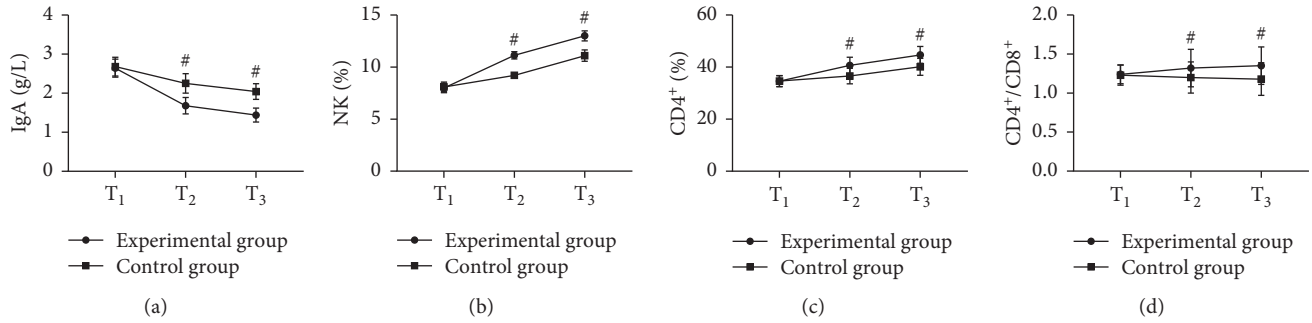 IgA (g/L)
4
3
2
1
0
#
#
T₁
T₂
T₃
Experimental group
Control group
(a)
NK (%)
15
10
5
0
#
#
T₁
T₂
T₃
Experimental group
Control group
(b)
CD4⁺ (%)
60
40
20
0
#
#
T₁
T₂
T₃
Experimental group
Control group
(c)
CD4⁺/CD8⁺
2.0
1.5
1.0
0.5
0.0
#
#
T₁
T₂
T₃
Experimental group
Control group
(d)